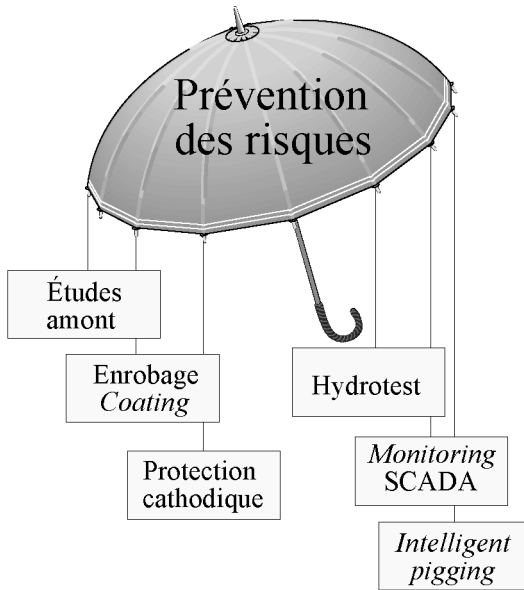 Prévention
des risques
Études
amont
Enrobage
Coating
Protection
cathodique
Hydrotest
Monitoring
SCADA
Intelligent
pigging